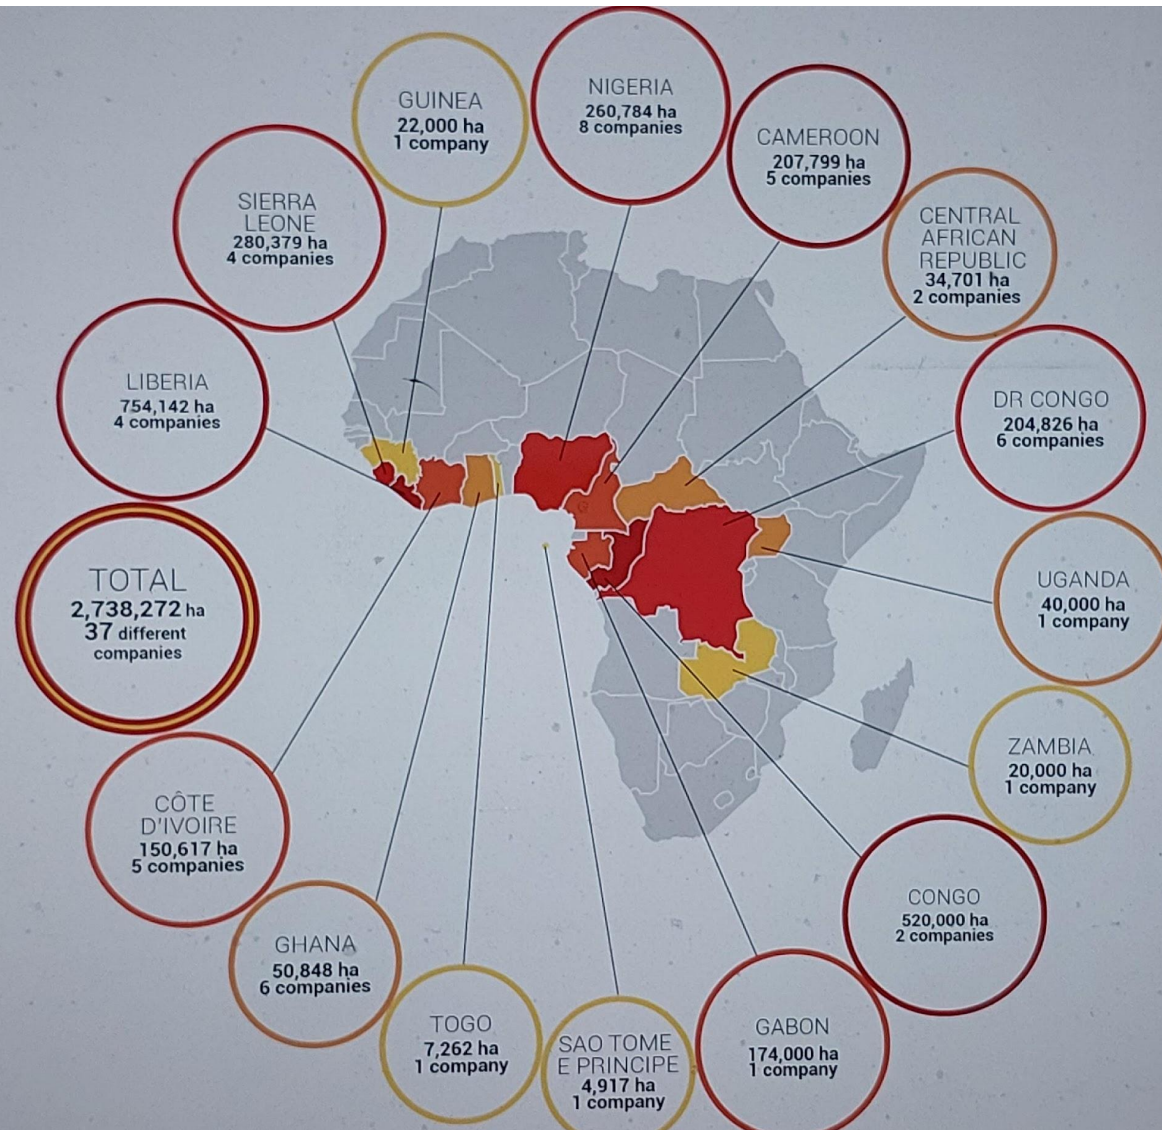 NIGERIA
260,784 ha
8 companies
CAMEROON
207,799 ha
5 companies
CENTRAL
AFRICAN
REPUBLIC
34,701 ha
2 companies
DR CONGO
204,826 ha
6 companies
UGANDA
40,000 ha
1 company
ZAMBIA
20,000 ha
1 company
CONGO
520,000 ha
2 companies
GABON
174,000 ha
1 company
SAO TOME
E PRINCIPE
4,917 ha
1 company
TOGO
7,262 ha
1 company
GHANA
50,848 ha
6 companies
CÔTE
D'IVOIRE
150,617 ha
5 companies
TOTAL
2,738,272 ha
37 different
companies
LIBERIA
754,142 ha
4 companies
SIERRA
LEONE
280,379 ha
4 companies
GUINEA
22,000 ha
1 company